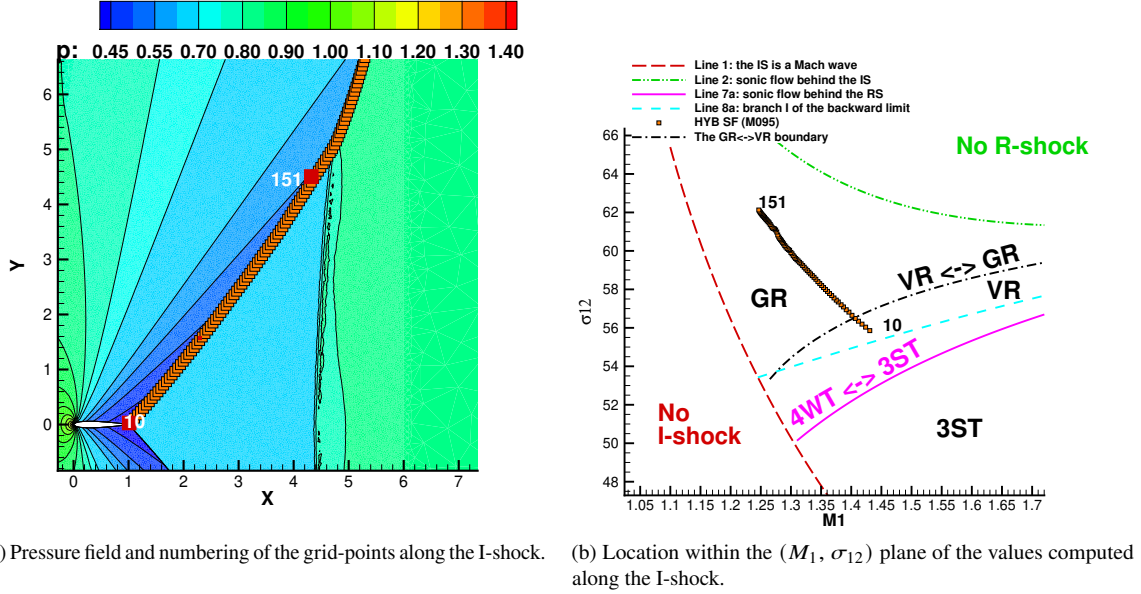 p: 0.45 0.55 0.70 0.80 0.90 1.00 1.10 1.20 1.30 1.40
6
5
4
3
2
1
0
Y
151
10
0 1 2 3 4 5 6 7
X
Line 1: the IS is a Mach wave
Line 2: sonic flow behind the IS
Line 7a: sonic flow behind the RS
Line 8a: branch I of the backward limit
HYB SF (M095)
The GR<->VR boundary
66
64
62
60
58
56
54
52
50
48
σ12
No R-shock
151
VR <-> GR
GR
VR
10
4WT <-> 3ST
No
I-shock
3ST
1.05 1.1 1.15 1.2 1.25 1.3 1.35 1.4 1.45 1.5 1.55 1.6 1.65 1.7
M1
) Pressure field and numbering of the grid-points along the I-shock.
(b) Location within the (M₁, σ₁₂) plane of the values computed
along the I-shock.